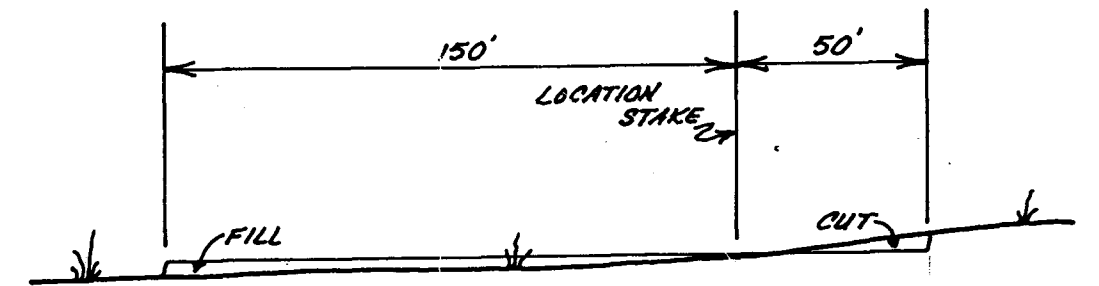 150'
50'
LOCATION
STAKE
FILL
CUT